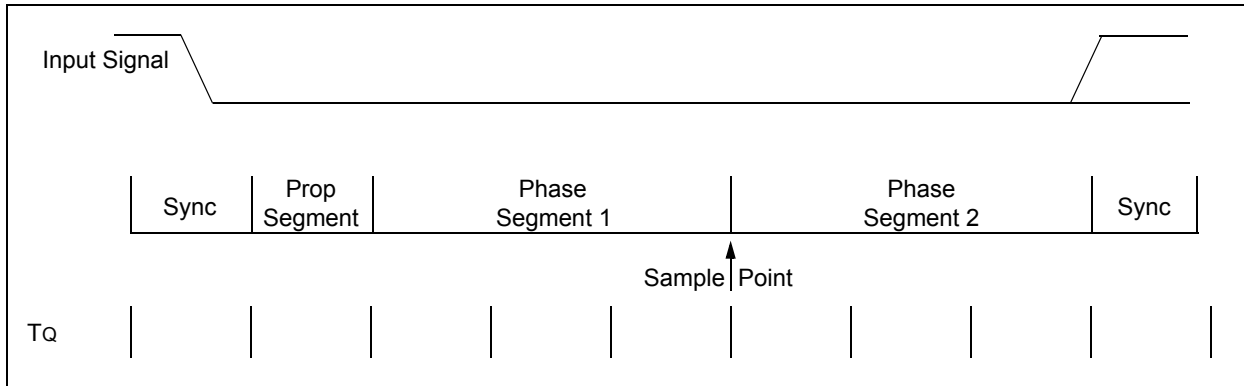 Input Signal
Sync
Prop
Segment
Phase
Segment 1
Phase
Segment 2
Sync
Sample Point
TQ